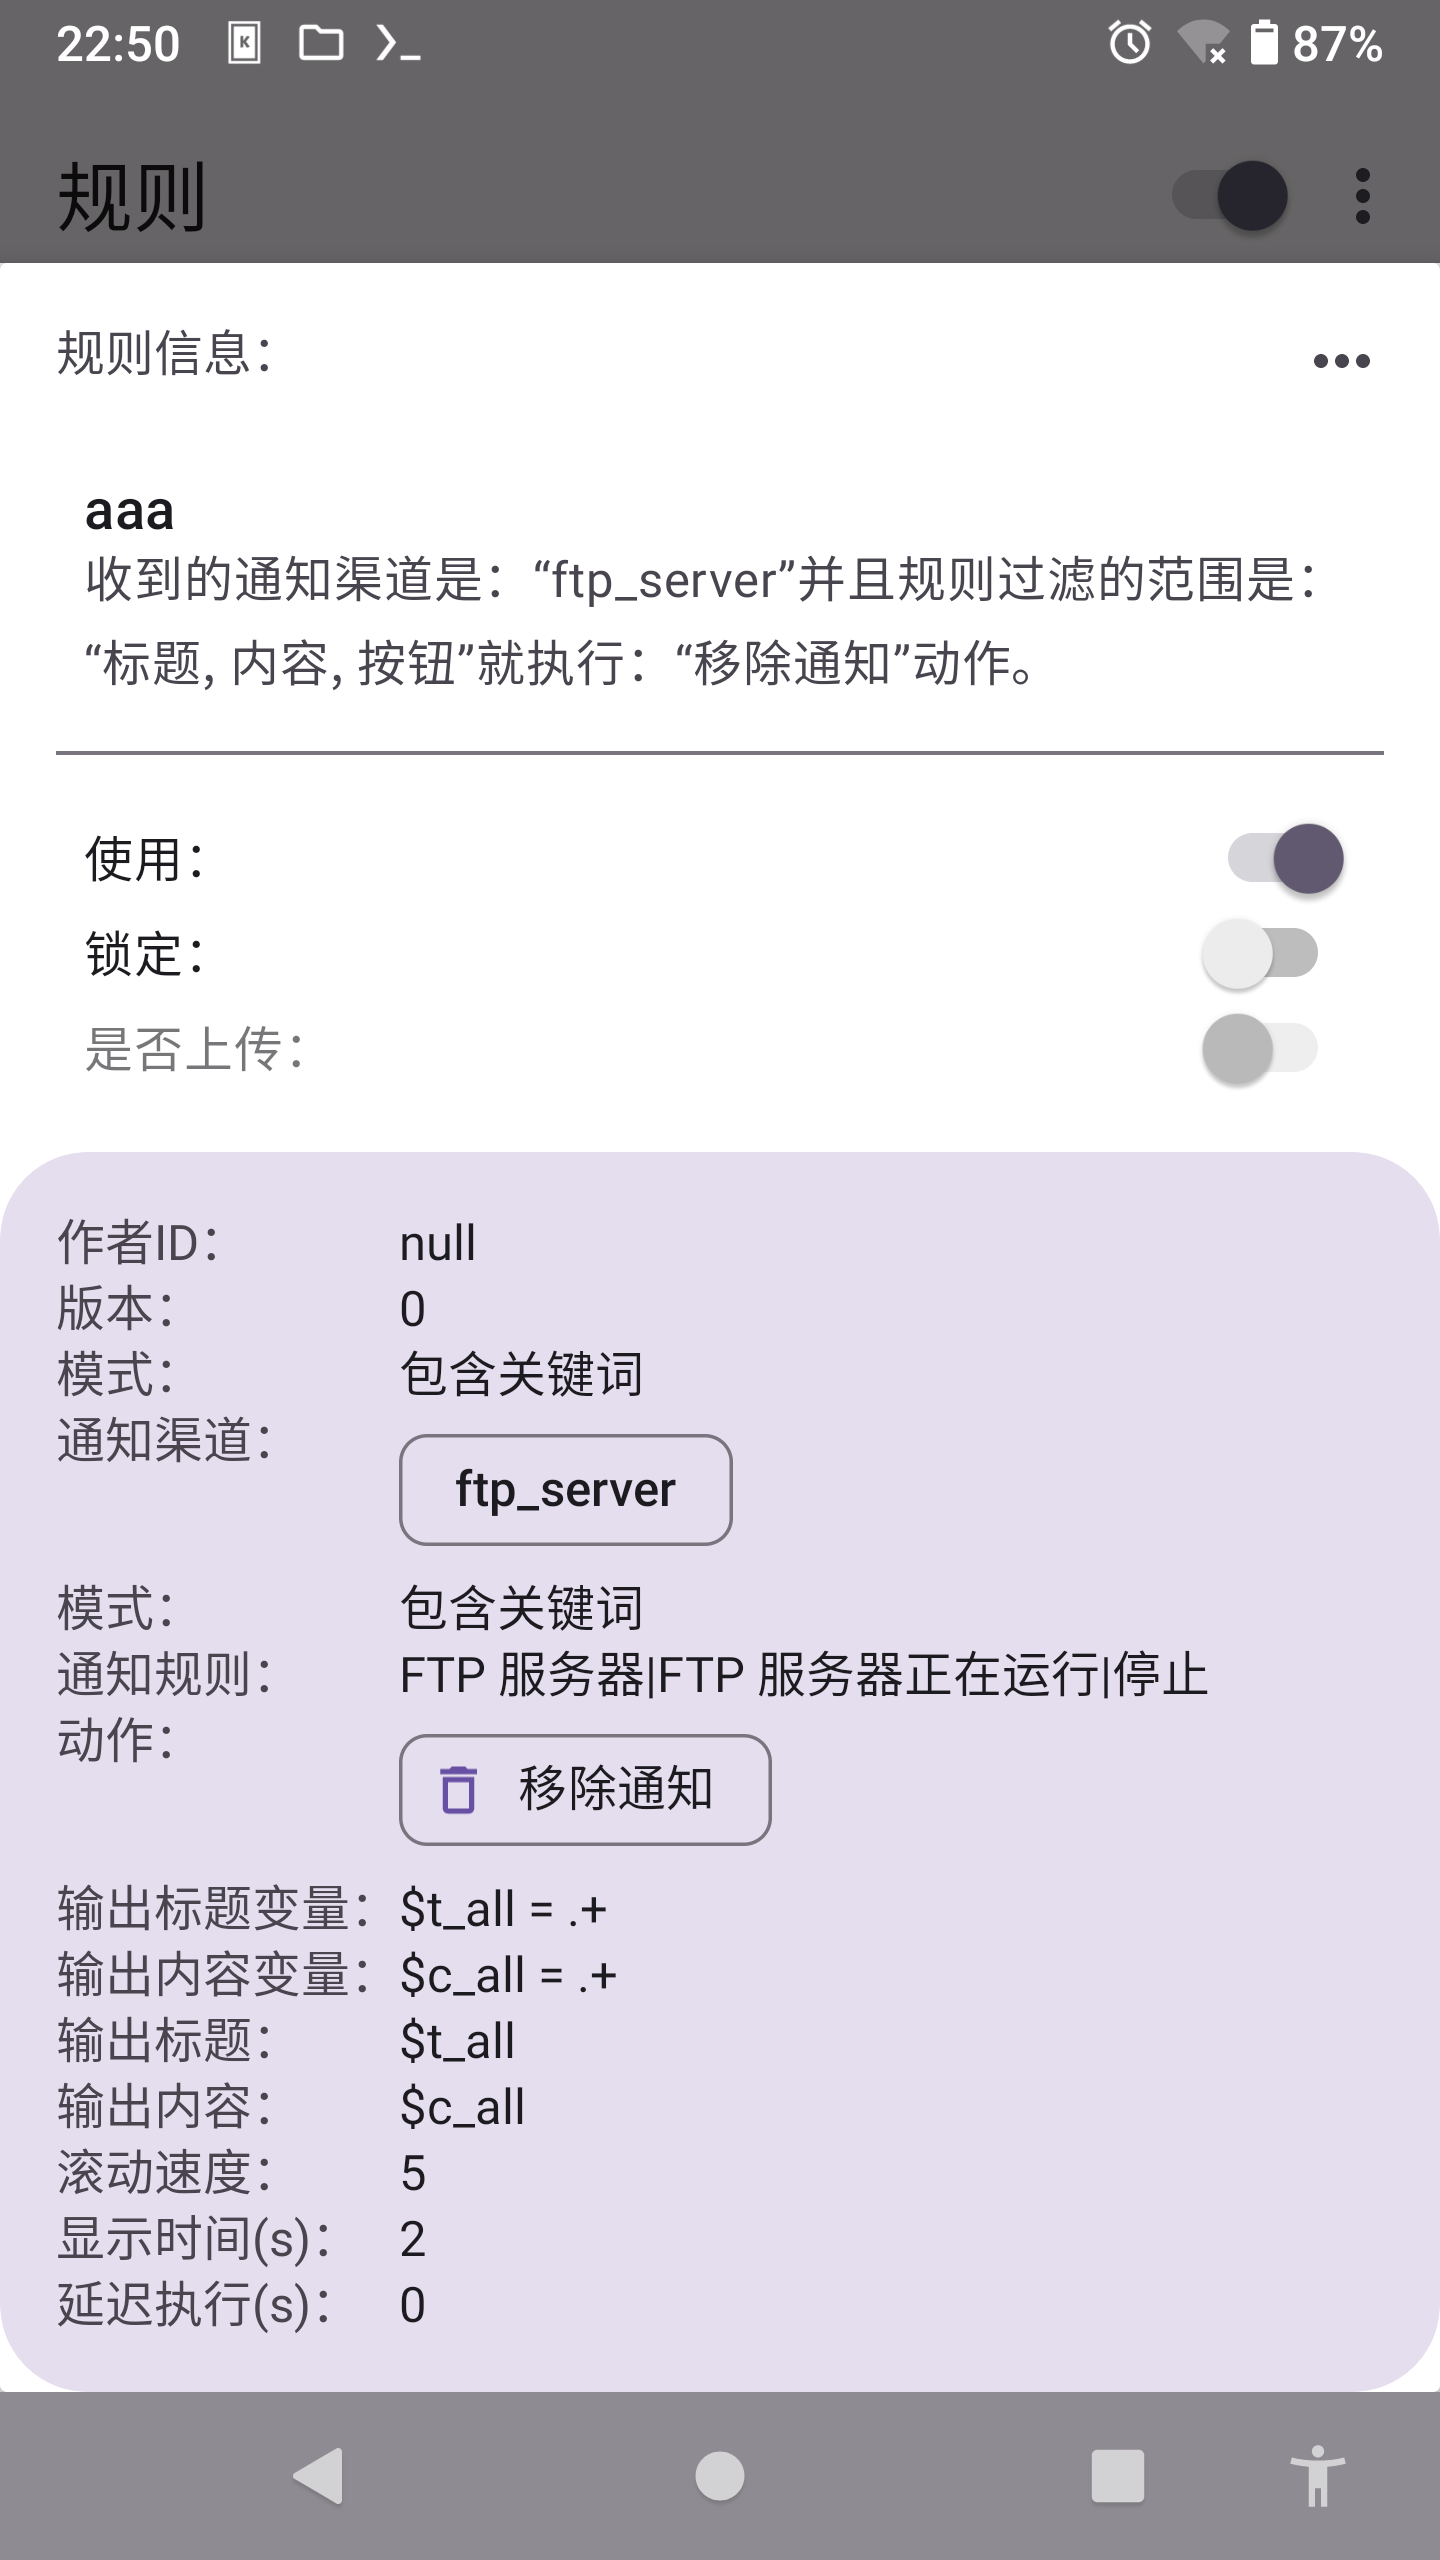 22:50
87%
规则
规则信息：
aaa
收到的通知渠道是：“ftp_server”并且规则过滤的范围是：
“标题, 内容, 按钮”就执行：“移除通知”动作。
使用：
锁定：
是否上传：
作者ID： null
版本： 0
模式： 包含关键词
通知渠道： ftp_server
模式： 包含关键词
通知规则： FTP 服务器|FTP 服务器正在运行|停止
动作： 移除通知
输出标题变量： $t_all = .+
输出内容变量： $c_all = .+
输出标题： $t_all
输出内容： $c_all
滚动速度： 5
显示时间(s)： 2
延迟执行(s)： 0